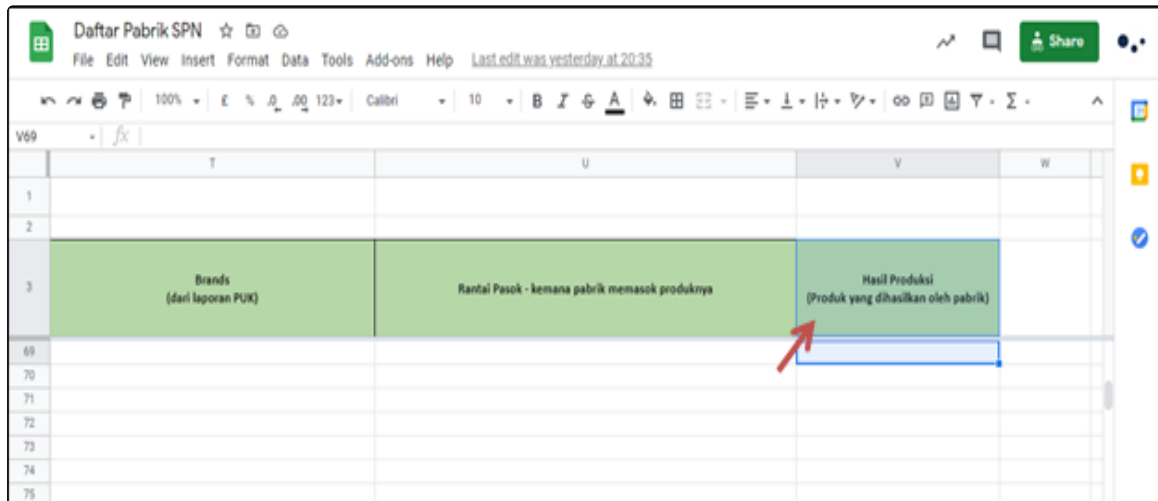 Daftar Pabrik SPN
File Edit View Insert Format Data Tools Add-ons Help Last edit was yesterday at 20:35
Share
100% £ % .0 .00 123 Calibri 10 B I S A
V69 fx
T U V W
1
2
3
Brands
(dari laporan PUK)
Rantai Pasok - kemana pabrik memasok produknya
Hasil Produksi
(Produk yang dihasilkan oleh pabrik)
69
70
71
72
73
74
75